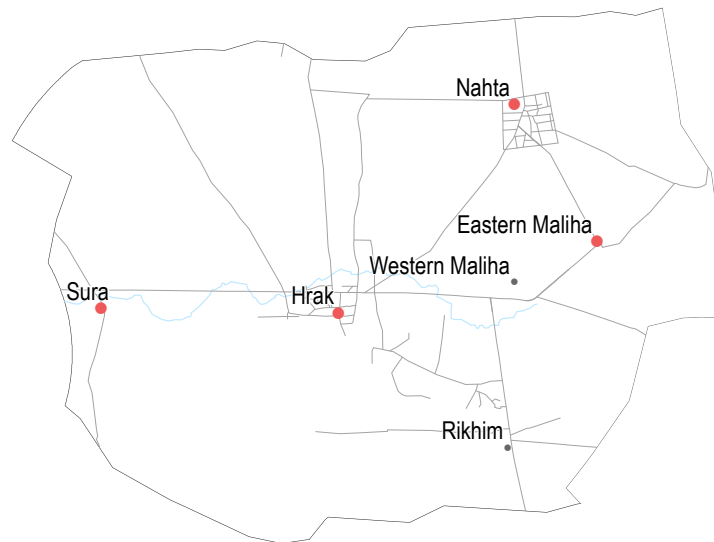 Nahta
Eastern Maliha
Western Maliha
Sura
Hrak
Rikhim